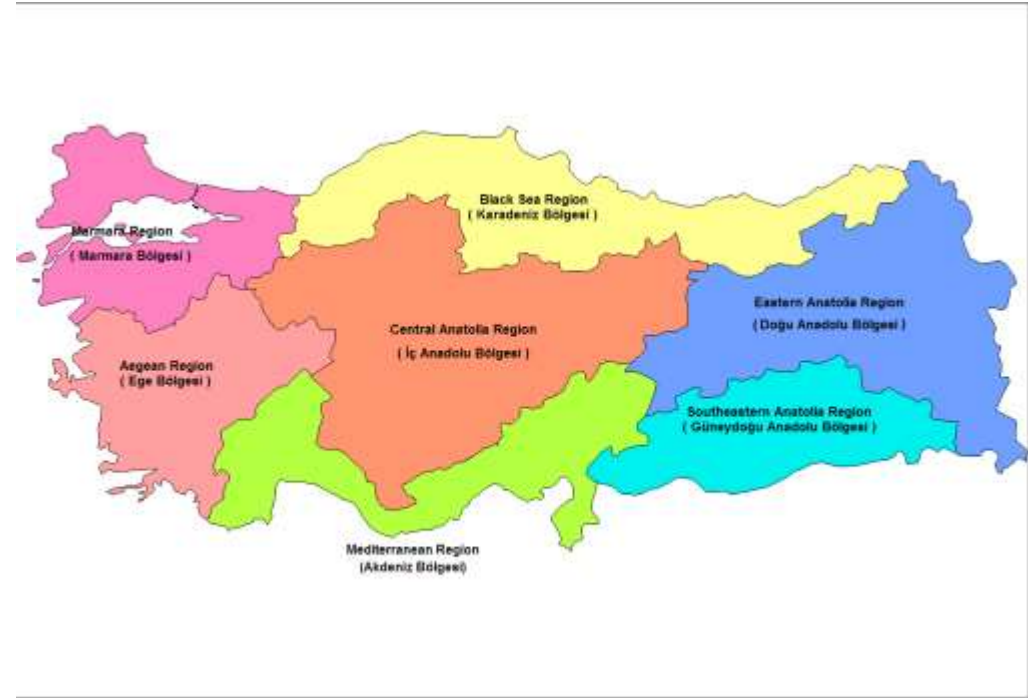 Black Sea Region
( Karadeniz Bölgesi )
Marmara Region
( Marmara Bölgesi )
Eastern Anatolia Region
( Doğu Anadolu Bölgesi )
Central Anatolia Region
( İç Anadolu Bölgesi )
Aegean Region
( Ege Bölgesi )
Southeastern Anatolia Region
( Güneydoğu Anadolu Bölgesi )
Mediterranean Region
(Akdeniz Bölgesi)